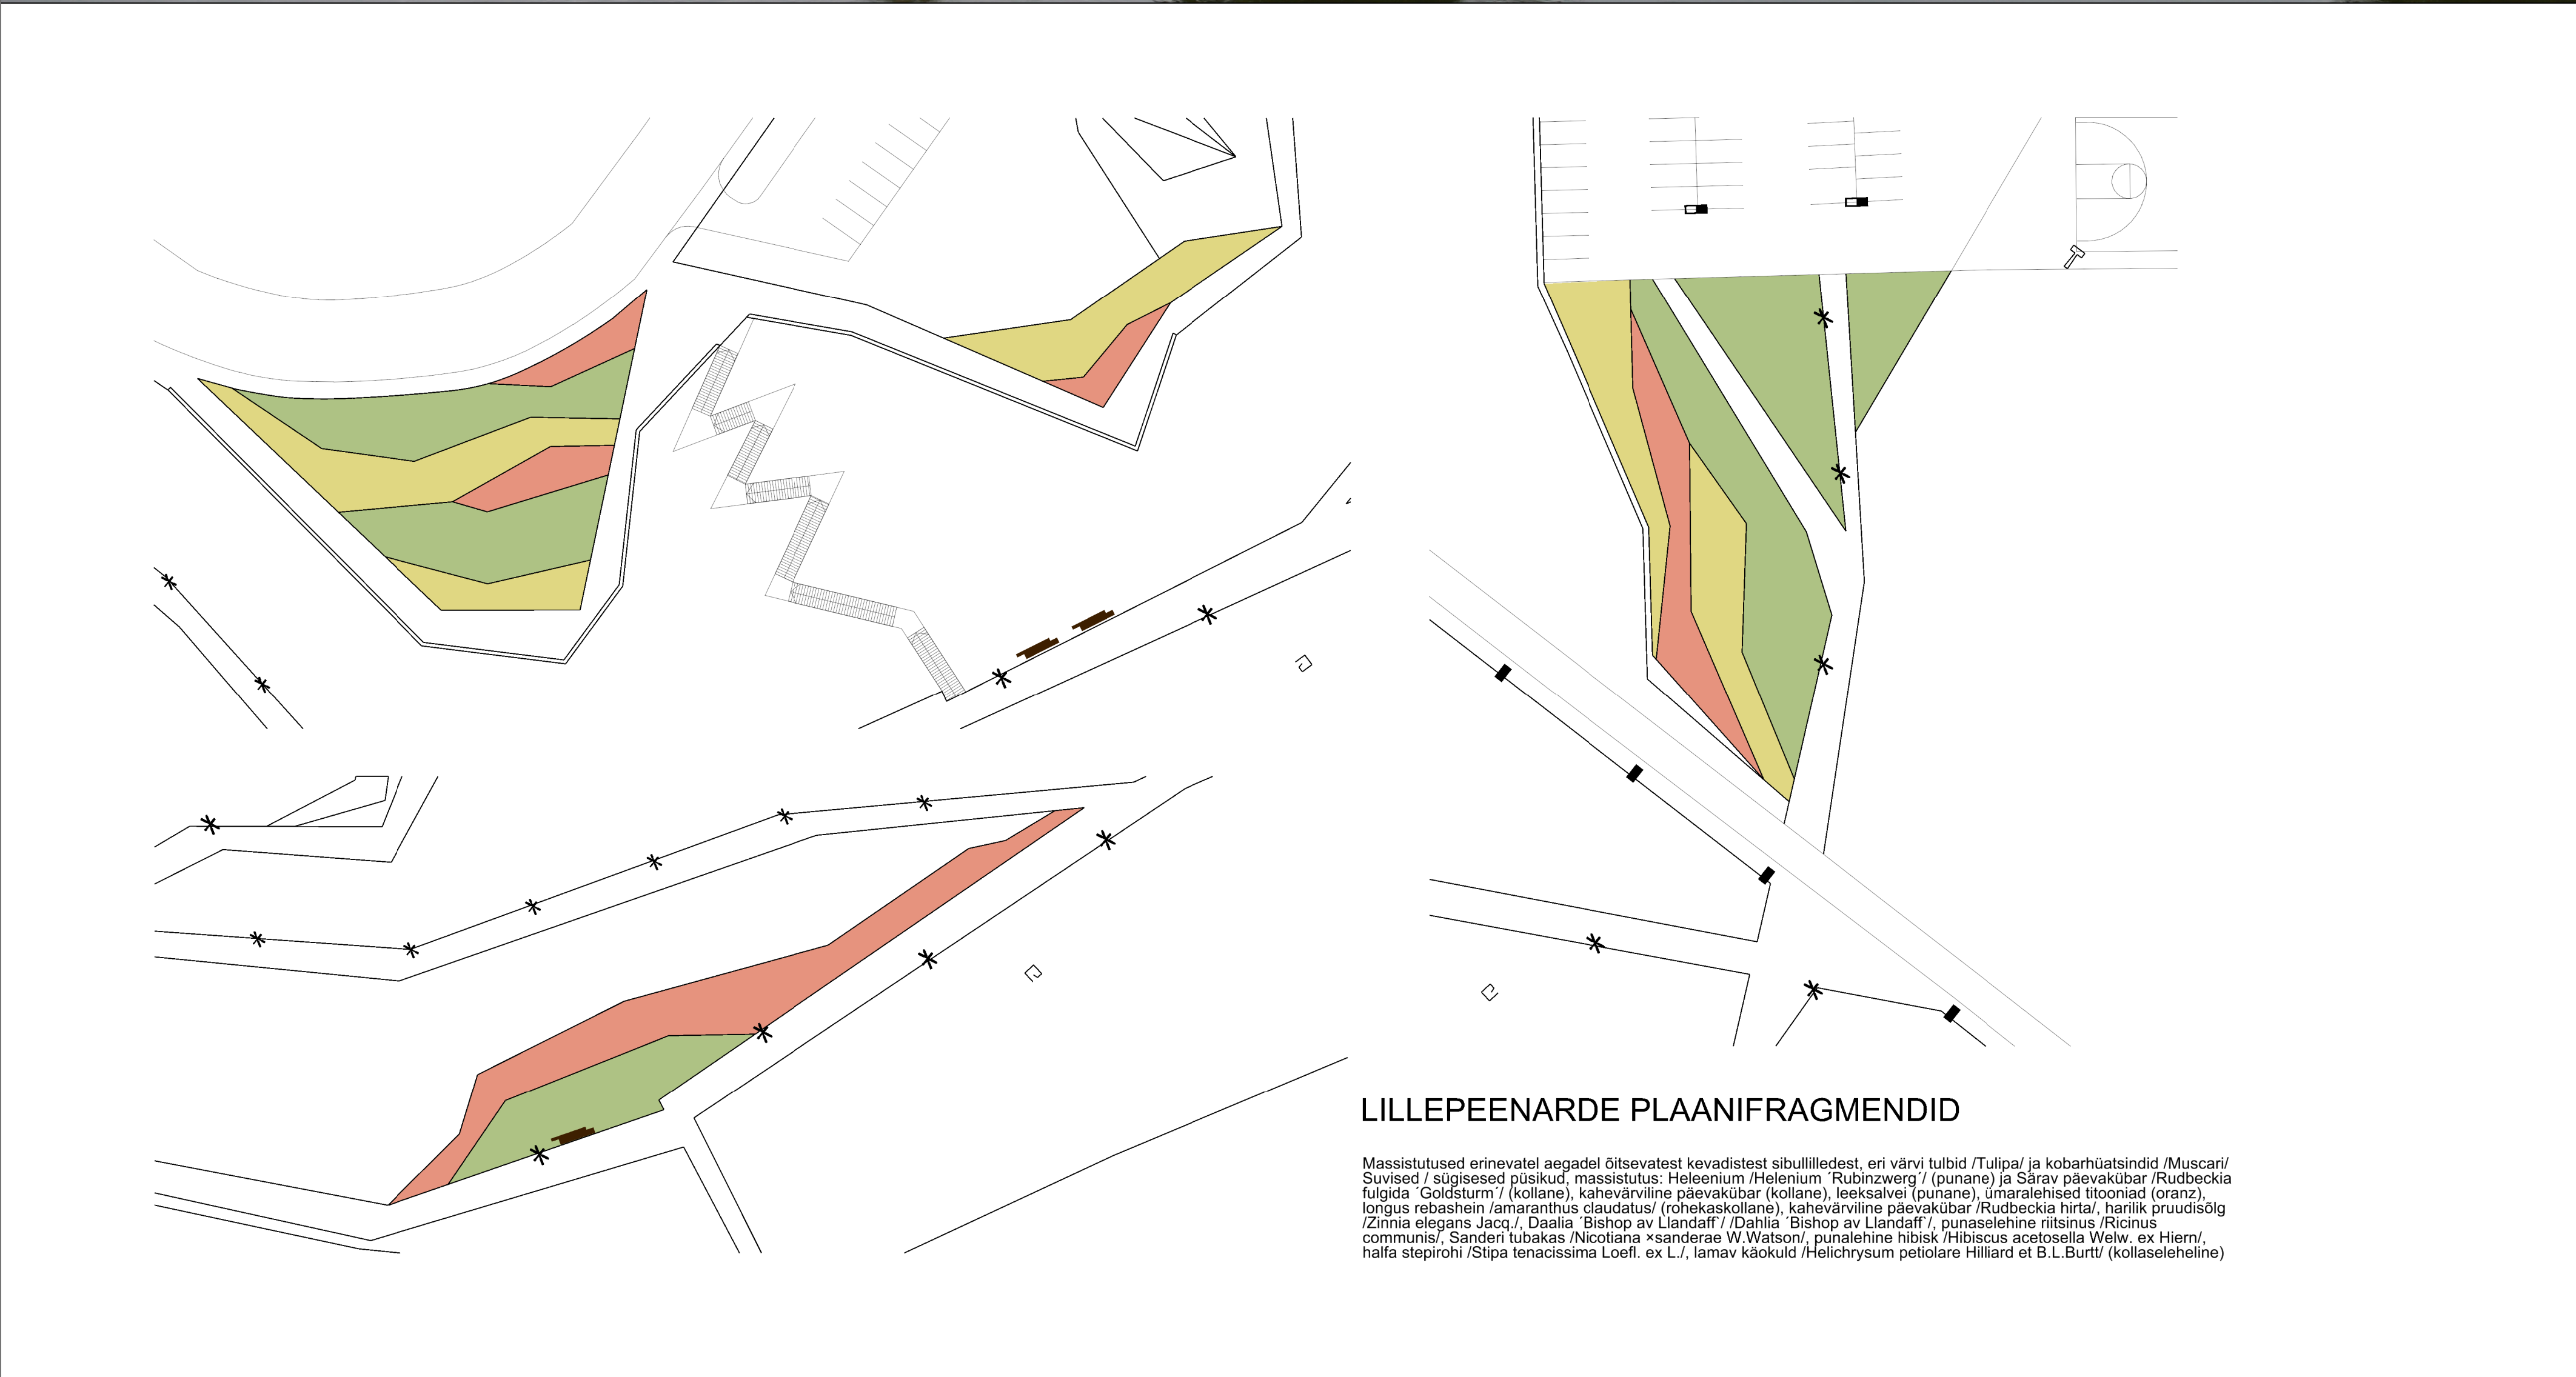 LILLEPEENARDE PLAANIFRAGMENDID
Massistutused erinevatel aegadel õitsevatest kevadistest sibullilledest, eri värvi tulbid /Tulipa/ ja kobarhüatsindid /Muscari/
Suvised / sügisesed püsikud, massistutus: Heleenium /Helenium ´Rubinzwerg´/ (punane) ja Särav päevakübar /Rudbeckia
fulgida ´Goldsturm´/ (kollane), kahevärviline päevakübar (kollane), leeksalvei (punane), ümaralehised titooniad (oranz),
longus rebashein /amaranthus claudatus/ (rohekaskollane), kahevärviline päevakübar /Rudbeckia hirta/, harilik pruudisõlg
/Zinnia elegans Jacq./, Daalia ´Bishop av Llandaff`/ /Dahlia ´Bishop av Llandaff`/, punaselehine riitsinus /Ricinus
communis/, Sanderi tubakas /Nicotiana ×sanderae W.Watson/, punalehine hibisk /Hibiscus acetosella Welw. ex Hiern/,
halfa stepirohi /Stipa tenacissima Loefl. ex L./, lamav käokuld /Helichrysum petiolare Hilliard et B.L.Burtt/ (kollaseleheline)